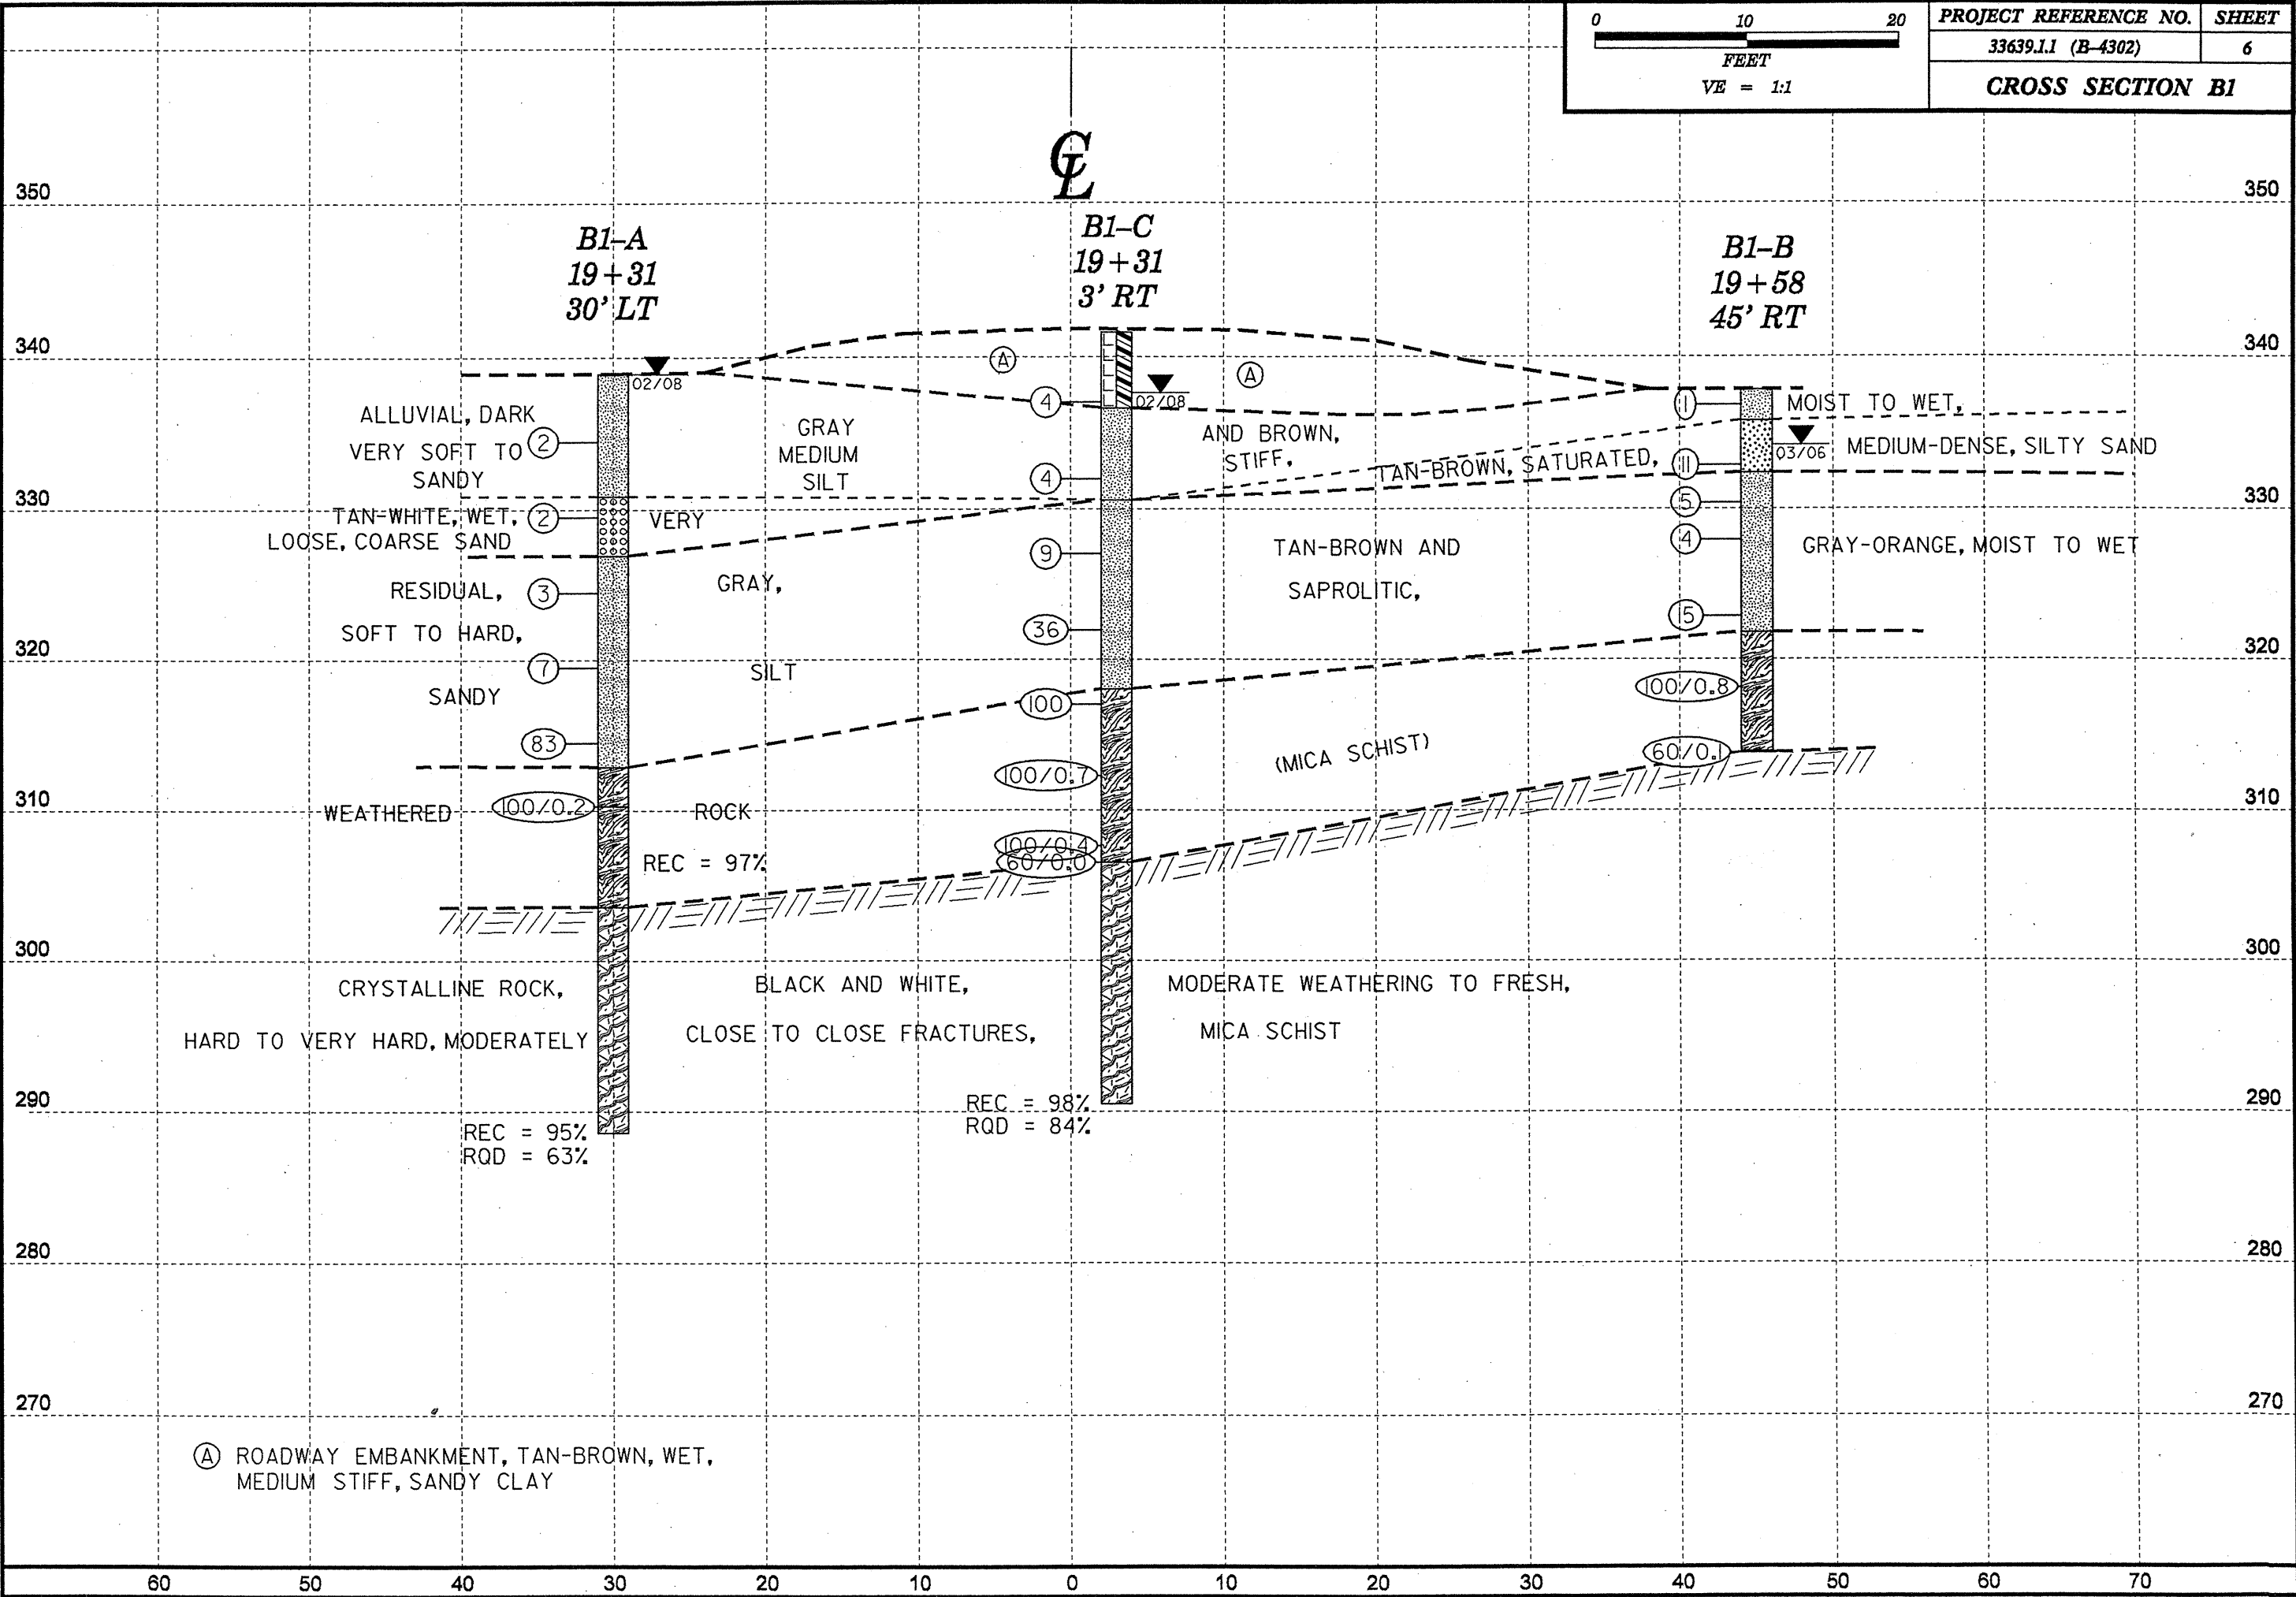 0 10 20
FEET
VE = 1:1
PROJECT REFERENCE NO. SHEET
33639.1.1 (B-4302) 6
CROSS SECTION B1
CL
350 350
B1-A
19+31
30' LT
B1-C
19+31
3' RT
B1-B
19+58
45' RT
340 340
02/08
A A
4 02/08
1 MOIST TO WET,
ALLUVIAL, DARK GRAY AND BROWN,
VERY SOFT TO 2 MEDIUM STIFF,
SANDY SILT
03/06 MEDIUM-DENSE, SILTY SAND
4 TAN-BROWN, SATURATED, 11
330 330
TAN-WHITE, WET, 2 VERY
LOOSE, COARSE SAND
5
9 TAN-BROWN AND 4 GRAY-ORANGE, MOIST TO WET
RESIDUAL, 3 GRAY, SAPROLITIC,
15
SOFT TO HARD, 36
320 320
7 SILT
SANDY
100 100/0.8
83 (MICA SCHIST) 60/0.1
100/0.7
310 310
WEATHERED 100/0.2 ROCK
100/0.4
60/0.0
REC = 97%
300 300
CRYSTALLINE ROCK, BLACK AND WHITE, MODERATE WEATHERING TO FRESH,
HARD TO VERY HARD, MODERATELY CLOSE TO CLOSE FRACTURES, MICA SCHIST
290 290
REC = 98%
RQD = 84%
REC = 95%
RQD = 63%
280 280
270 270
A ROADWAY EMBANKMENT, TAN-BROWN, WET,
MEDIUM STIFF, SANDY CLAY
60 50 40 30 20 10 0 10 20 30 40 50 60 70